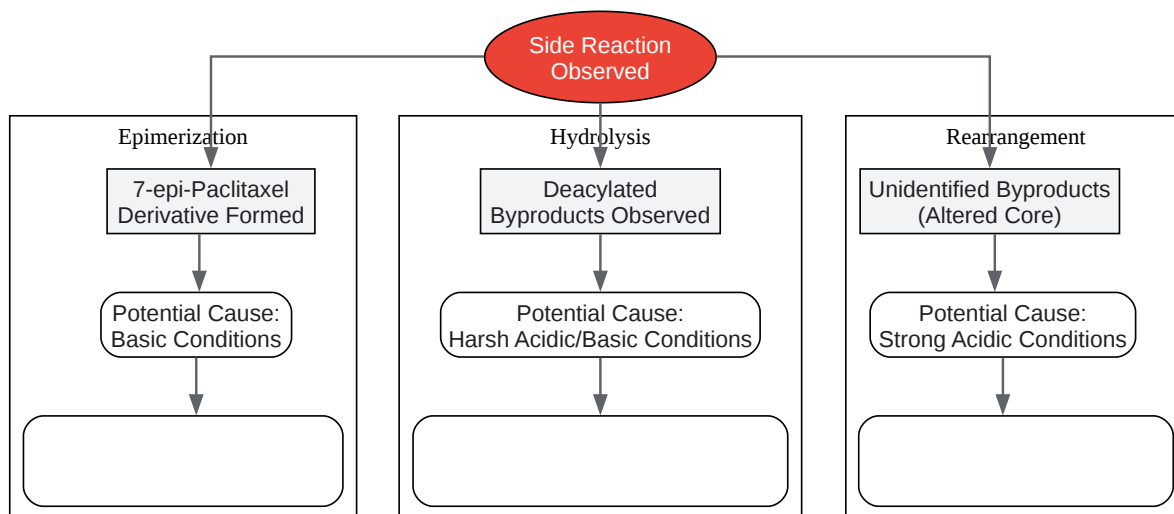 Side Reaction
Observed
Epimerization
7-epi-Paclitaxel
Derivative Formed
Potential Cause:
Basic Conditions
Hydrolysis
Deacylated
Byproducts Observed
Potential Cause:
Harsh Acidic/Basic Conditions
Rearrangement
Unidentified Byproducts
(Altered Core)
Potential Cause:
Strong Acidic Conditions